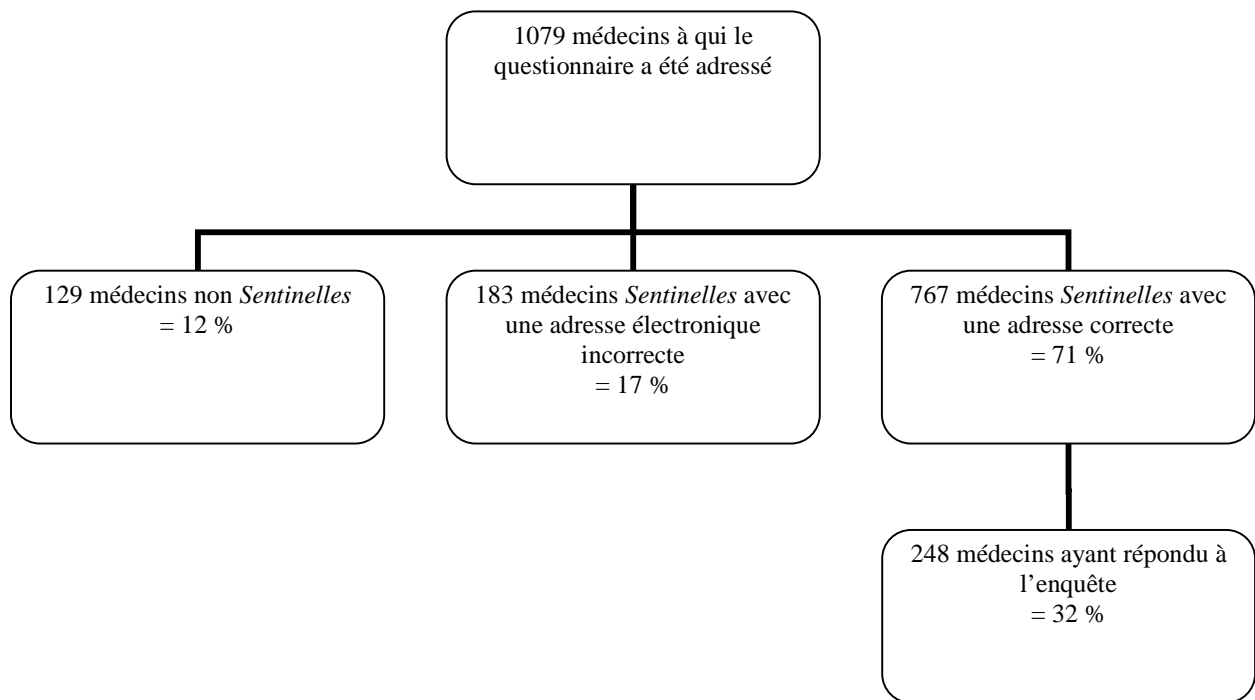 1079 médecins à qui le
questionnaire a été adressé
129 médecins non Sentinelles
= 12 %
183 médecins Sentinelles avec
une adresse électronique
incorrecte
= 17 %
767 médecins Sentinelles avec
une adresse correcte
= 71 %
248 médecins ayant répondu à
l’enquête
= 32 %